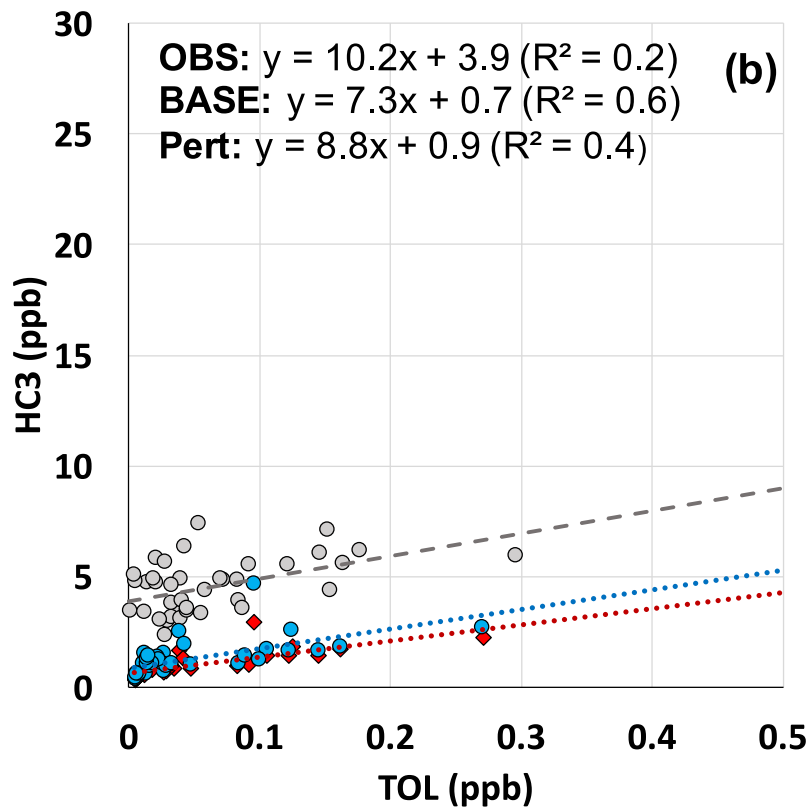 OBS: y = 10.2x + 3.9 (R² = 0.2)
(b)
BASE: y = 7.3x + 0.7 (R² = 0.6)
Pert: y = 8.8x + 0.9 (R² = 0.4)
30
25
20
15
10
5
0
HC3 (ppb)
0 0.1 0.2 0.3 0.4 0.5
TOL (ppb)